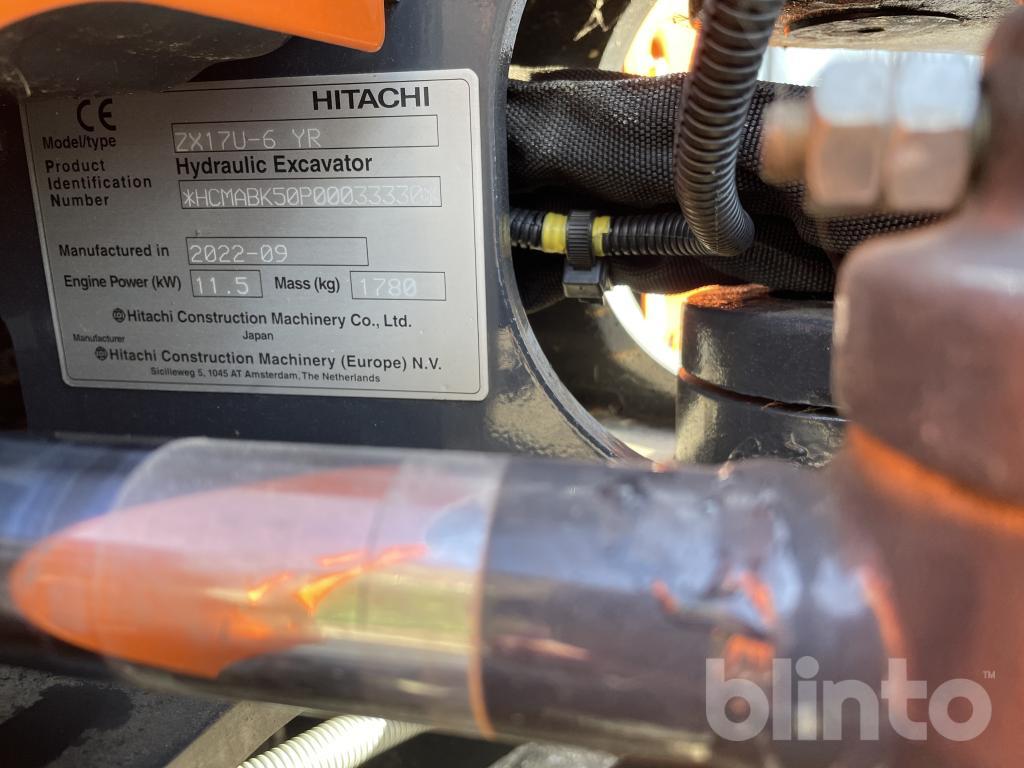 CE
HITACHI
Model/type ZX17U-6 YR
Product Hydraulic Excavator
Identification
Number *HCMABK50P00033330*
Manufactured in 2022-09
Engine Power (kW) 11.5 Mass (kg) 1780
Hitachi Construction Machinery Co., Ltd.
Japan
Manufacturer
Hitachi Construction Machinery (Europe) N.V.
Sicilieweg 5, 1045 AT Amsterdam, The Netherlands
blinto™